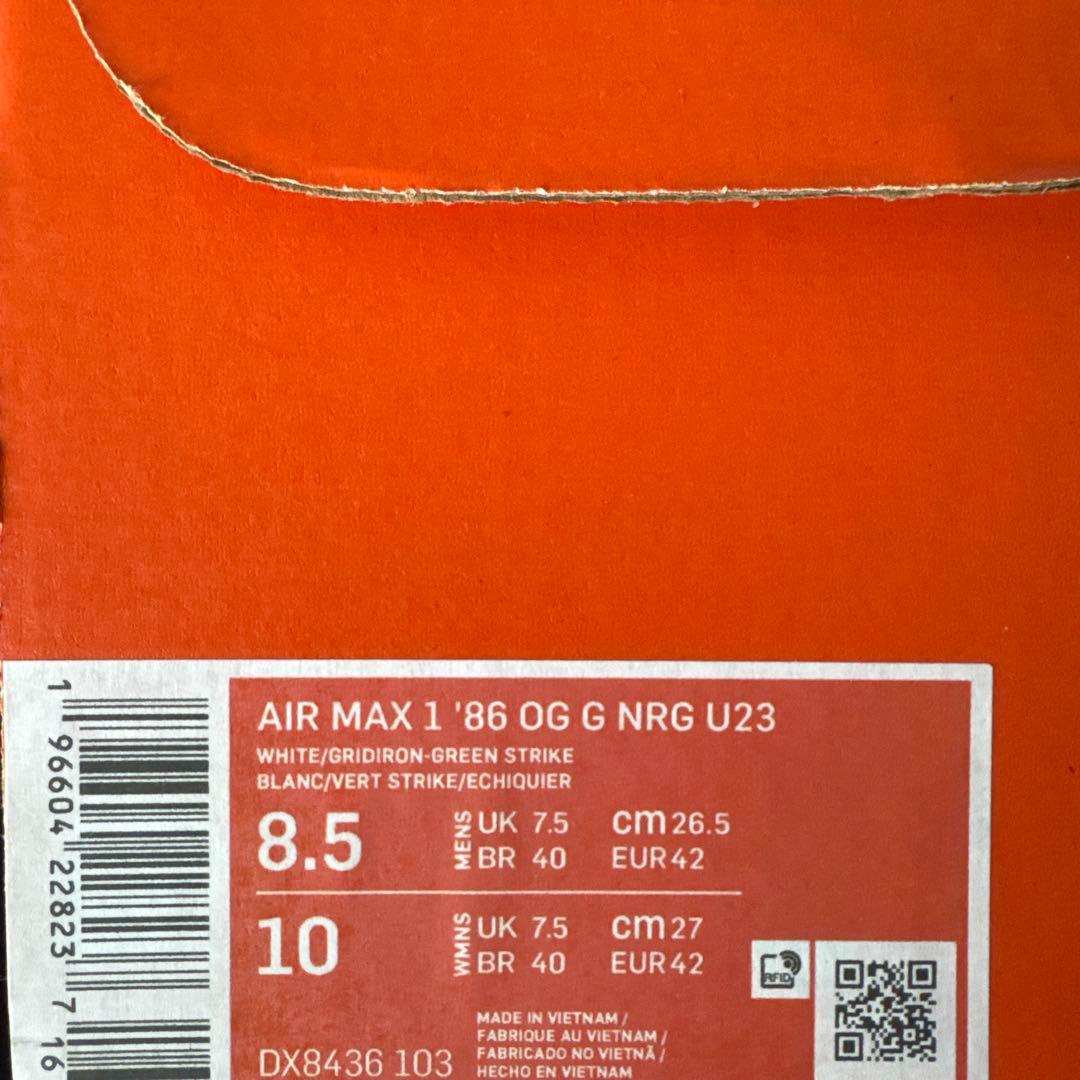 AIR MAX 1 '86 OG G NRG U23
WHITE/GRIDIRON-GREEN STRIKE
BLANC/VERT STRIKE/ECHIQUIER
8.5 MENS UK 7.5 cm 26.5
BR 40 EUR 42
10 WMNS UK 7.5 cm 27
BR 40 EUR 42
RFID
MADE IN VIETNAM /
FABRIQUE AU VIETNAM /
FABRICADO NO VIETNÃ /
HECHO EN VIETNAM
DX8436 103
1 96604 22823 7 16